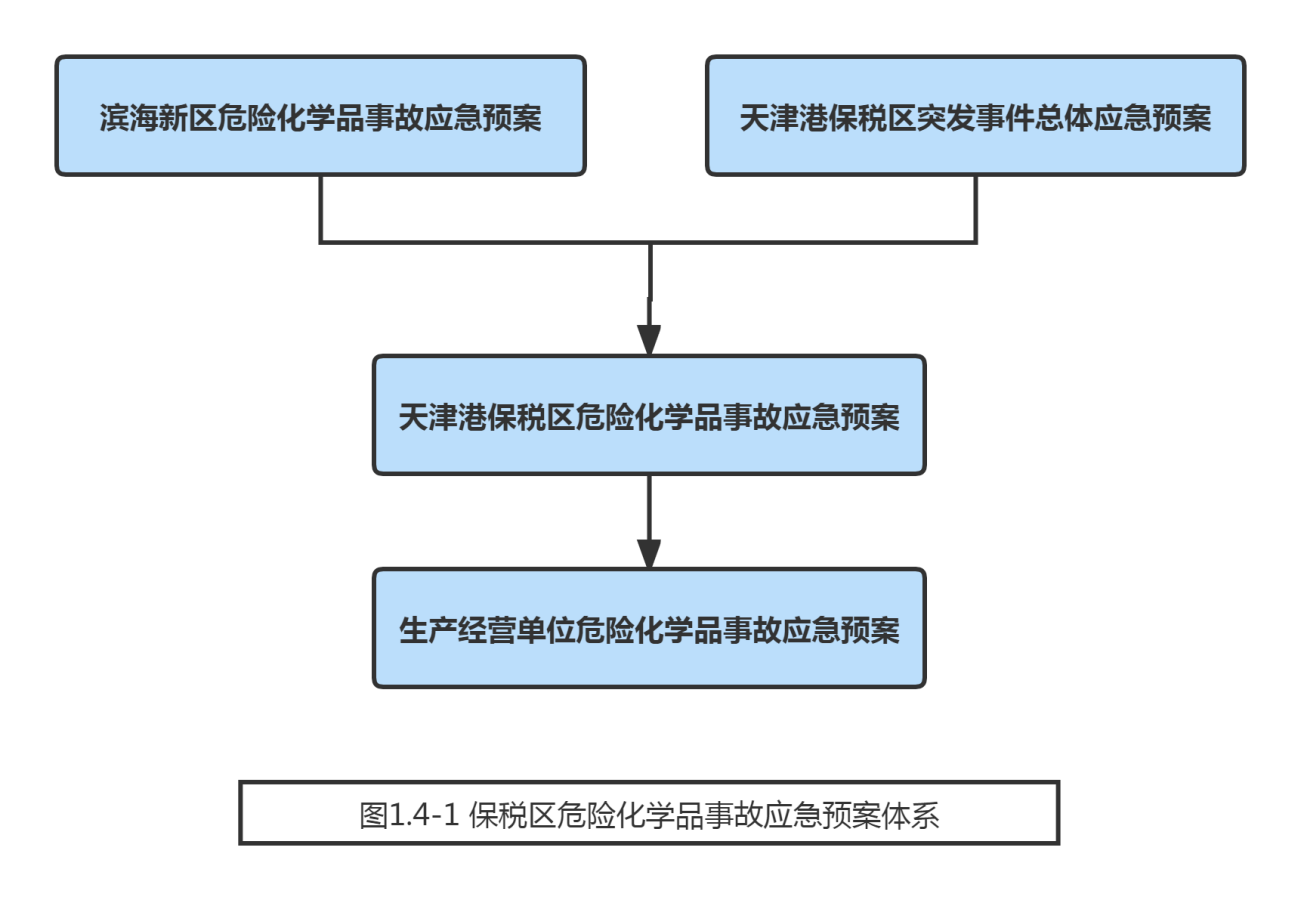 滨海新区危险化学品事故应急预案
天津港保税区突发事件总体应急预案
天津港保税区危险化学品事故应急预案
生产经营单位危险化学品事故应急预案
图1.4-1 保税区危险化学品事故应急预案体系